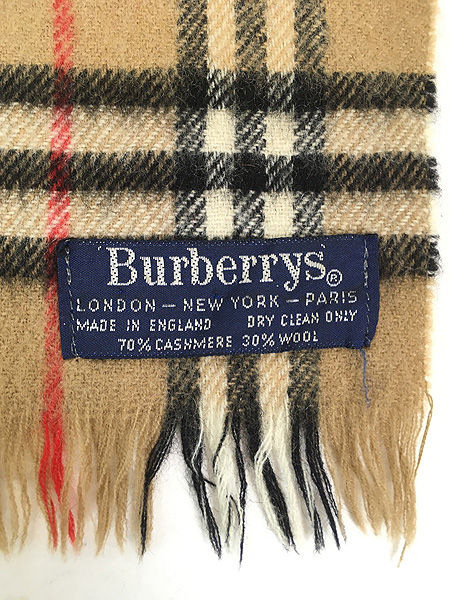 Burberrys®
LONDON — NEW YORK — PARIS
MADE IN ENGLAND DRY CLEAN ONLY
70% CASHMERE 30% WOOL